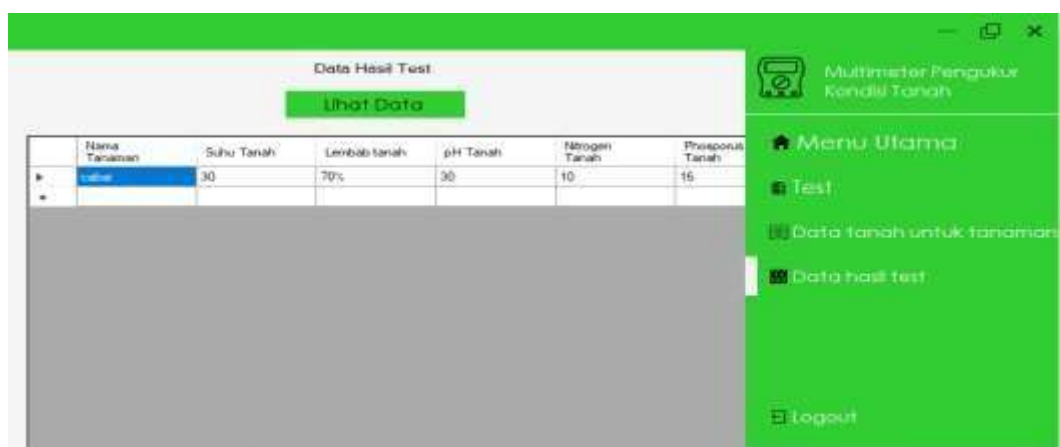 Data Hasil Test
Lihat Data
Nama Tanaman
Suhu Tanah
Lembab tanah
pH Tanah
Nitrogen Tanah
Phosporus Tanah
cabai
30
70%
30
10
15
Multimeter Pengukur
Kondisi Tanah
Menu Utama
Test
Data tanah untuk tanaman
Data hasil test
Logout